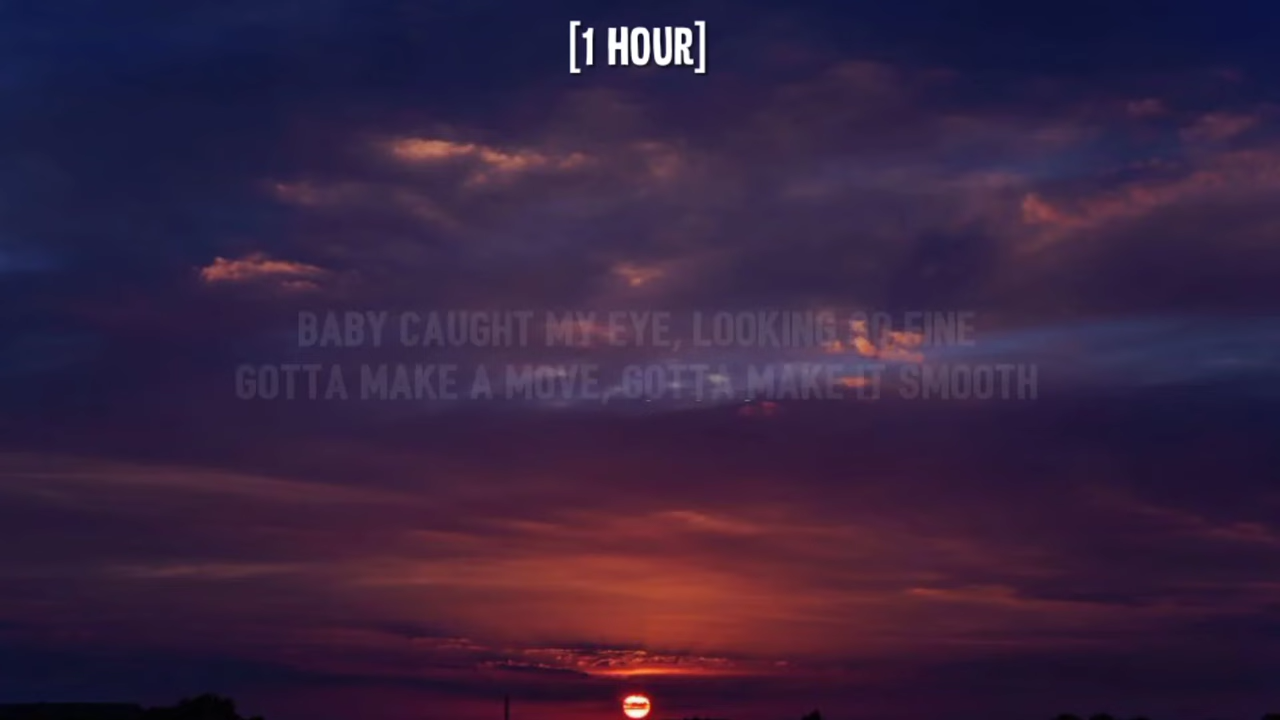 [1 HOUR]
BABY CAUGHT MY EYE, LOOKING SO FINE
GOTTA MAKE A MOVE, GOTTA MAKE IT SMOOTH